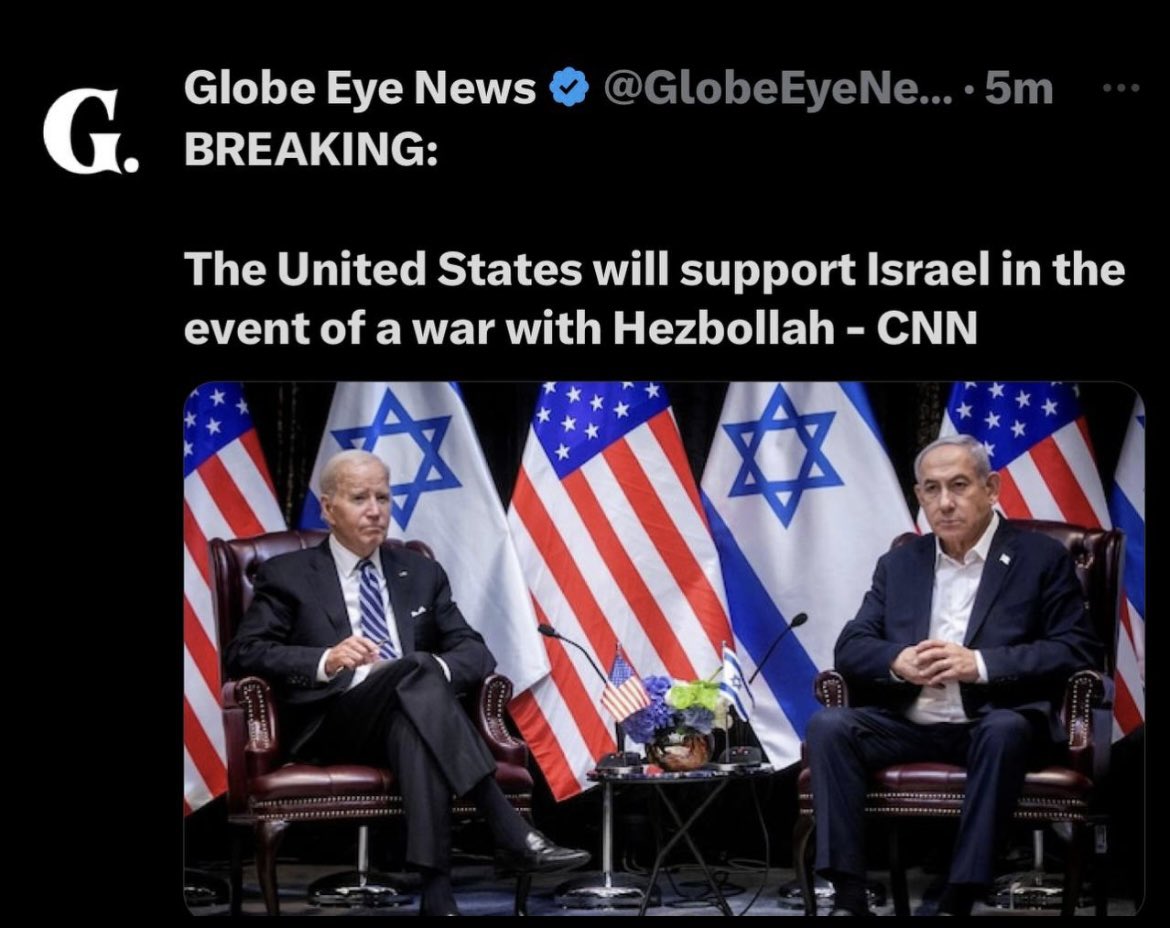 G.
Globe Eye News @GlobeEyeNe... · 5m
BREAKING:
The United States will support Israel in the
event of a war with Hezbollah - CNN